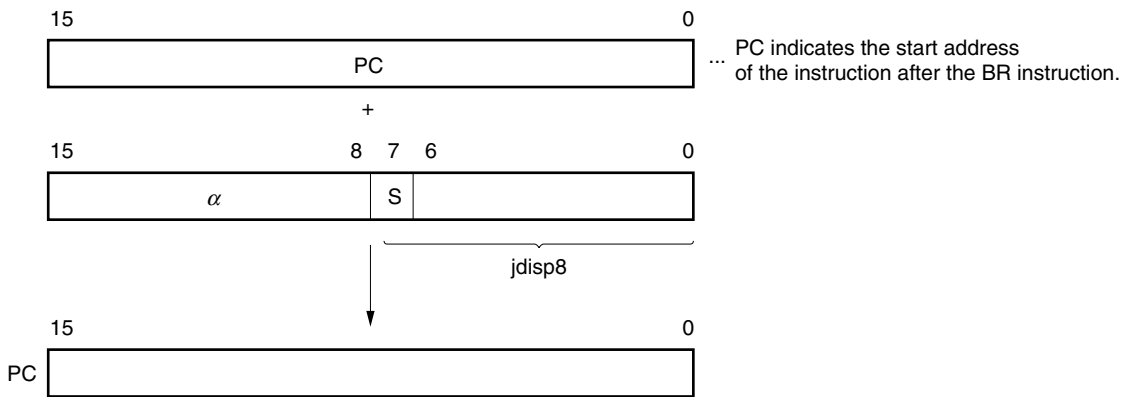 15 0
PC
... PC indicates the start address
of the instruction after the BR instruction.
+
15 8 7 6 0
α S
jdisp8
15 0
PC